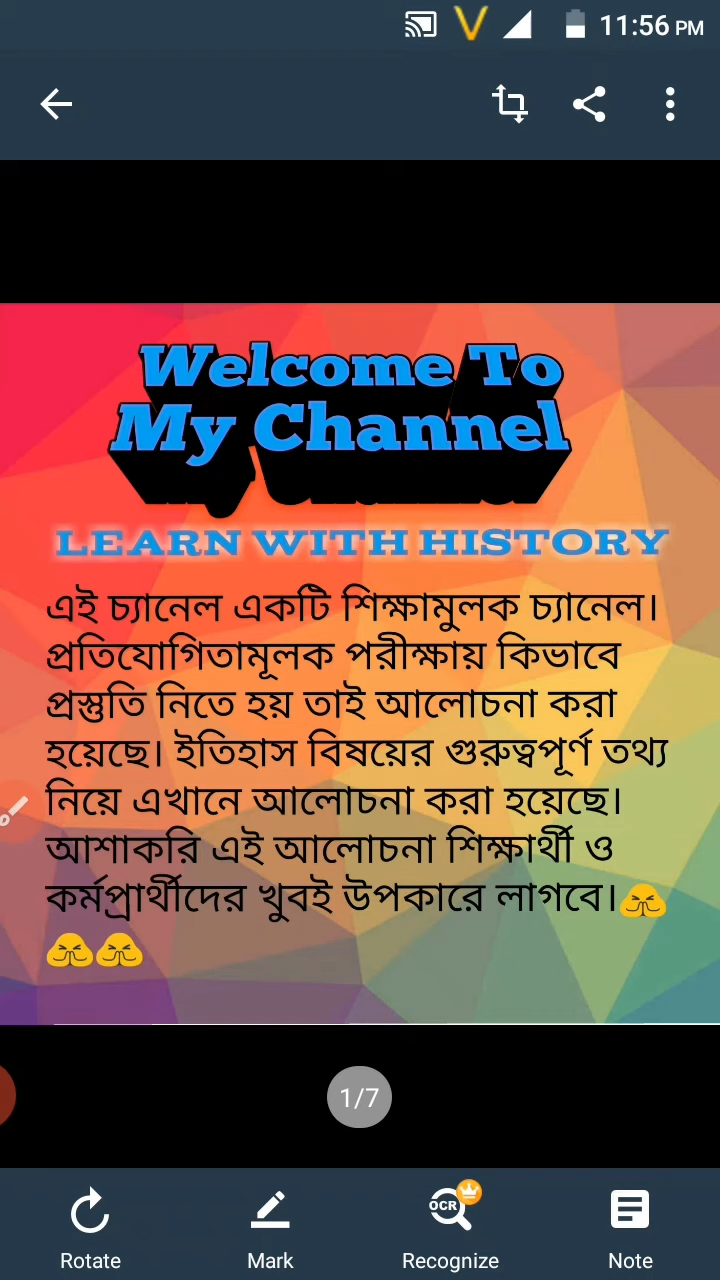 11:56 PM
Welcome To
My Channel
LEARN WITH HISTORY
এই চ্যানেল একটি শিক্ষামুলক চ্যানেল।
প্রতিযোগিতামূলক পরীক্ষায় কিভাবে
প্রস্তুতি নিতে হয় তাই আলোচনা করা
হয়েছে। ইতিহাস বিষয়ের গুরুত্বপূর্ণ তথ্য
নিয়ে এখানে আলোচনা করা হয়েছে।
আশাকরি এই আলোচনা শিক্ষার্থী ও
কর্মপ্রার্থীদের খুবই উপকারে লাগবে।🙏
🙏🙏
1/7
OCR
Rotate Mark Recognize Note